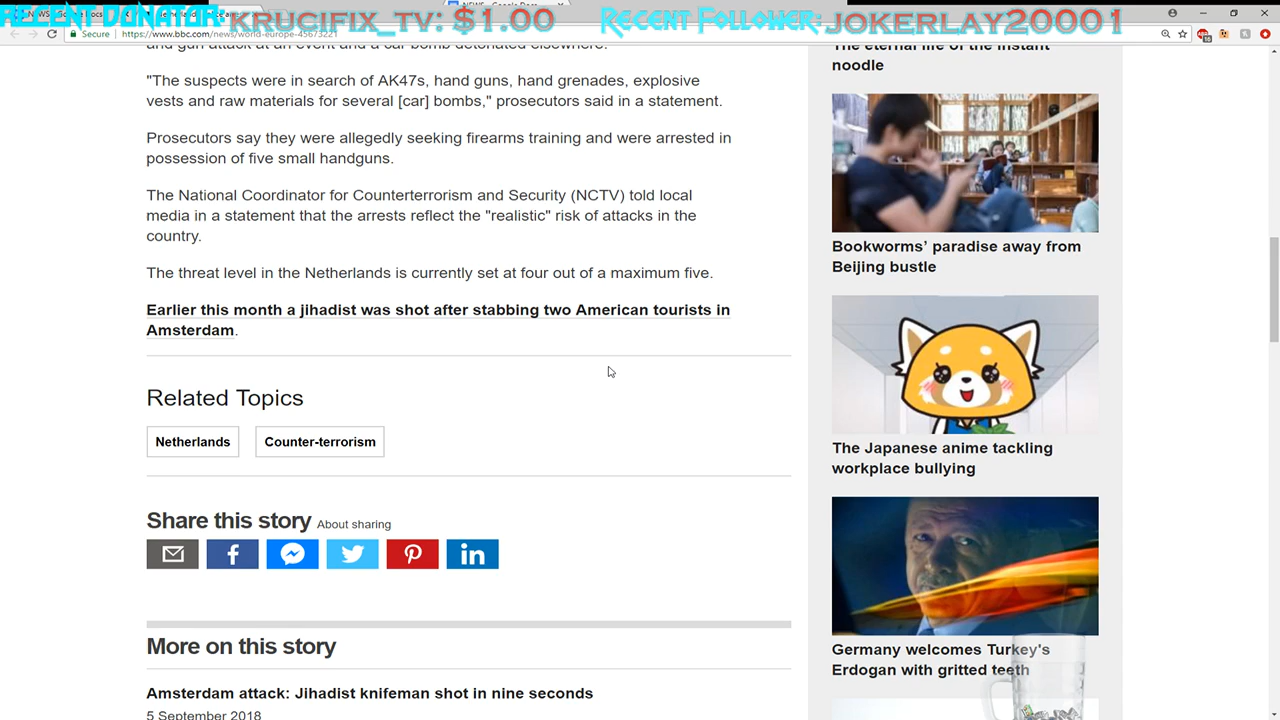 RECENT DONATOR:
KRUCIFIX_TV: $1.00
Recent Follower:
JOKERLAY20001
Secure
https://www.bbc.com/news/world-europe-45673221
and gun attack at an event and a car bomb detonated elsewhere.
"The suspects were in search of AK47s, hand guns, hand grenades, explosive
vests and raw materials for several [car] bombs," prosecutors said in a statement.
Prosecutors say they were allegedly seeking firearms training and were arrested in
possession of five small handguns.
The National Coordinator for Counterterrorism and Security (NCTV) told local
media in a statement that the arrests reflect the "realistic" risk of attacks in the
country.
The threat level in the Netherlands is currently set at four out of a maximum five.
Earlier this month a jihadist was shot after stabbing two American tourists in
Amsterdam.
Related Topics
Netherlands
Counter-terrorism
Share this story About sharing
in
More on this story
Amsterdam attack: Jihadist knifeman shot in nine seconds
5 September 2018
The eternal life of the instant
noodle
Bookworms' paradise away from
Beijing bustle
The Japanese anime tackling
workplace bullying
Germany welcomes Turkey's
Erdogan with gritted teeth